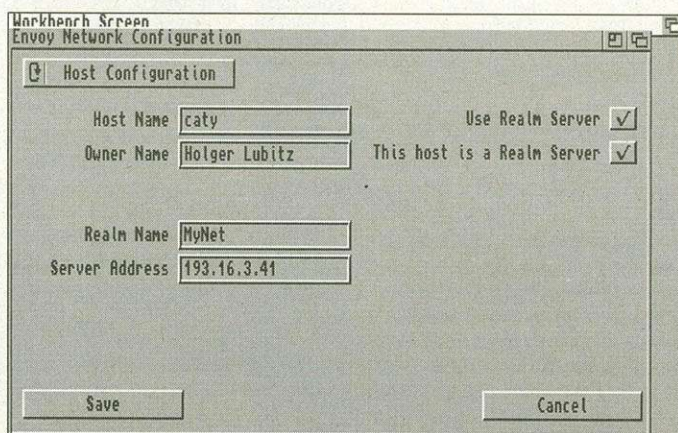 Workbench Screen
Envoy Network Configuration
Host Configuration
Host Name caty
Use Realm Server
Owner Name Holger Lubitz
This host is a Realm Server
Realm Name MyNet
Server Address 193.16.3.41
Save
Cancel